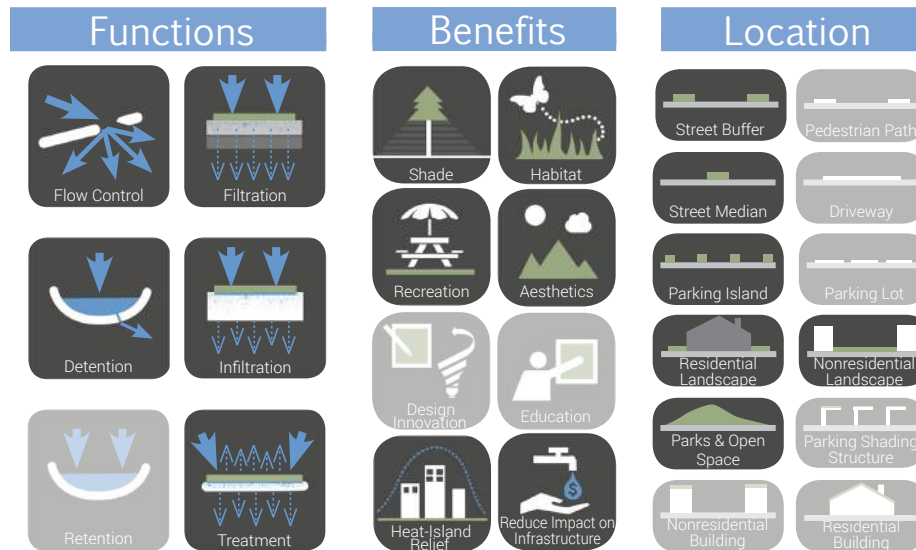 Functions
Benefits
Location
Flow Control
Filtration
Detention
Infiltration
Retention
Treatment
Shade
Habitat
Recreation
Aesthetics
Design
Innovation
Education
Heat-Island
Relief
Reduce Impact on
Infrastructure
$
Street Buffer
Pedestrian Path
Street Median
Driveway
Parking Island
Parking Lot
Residential
Landscape
Nonresidential
Landscape
Parks & Open
Space
Parking Shading
Structure
Nonresidential
Building
Residential
Building